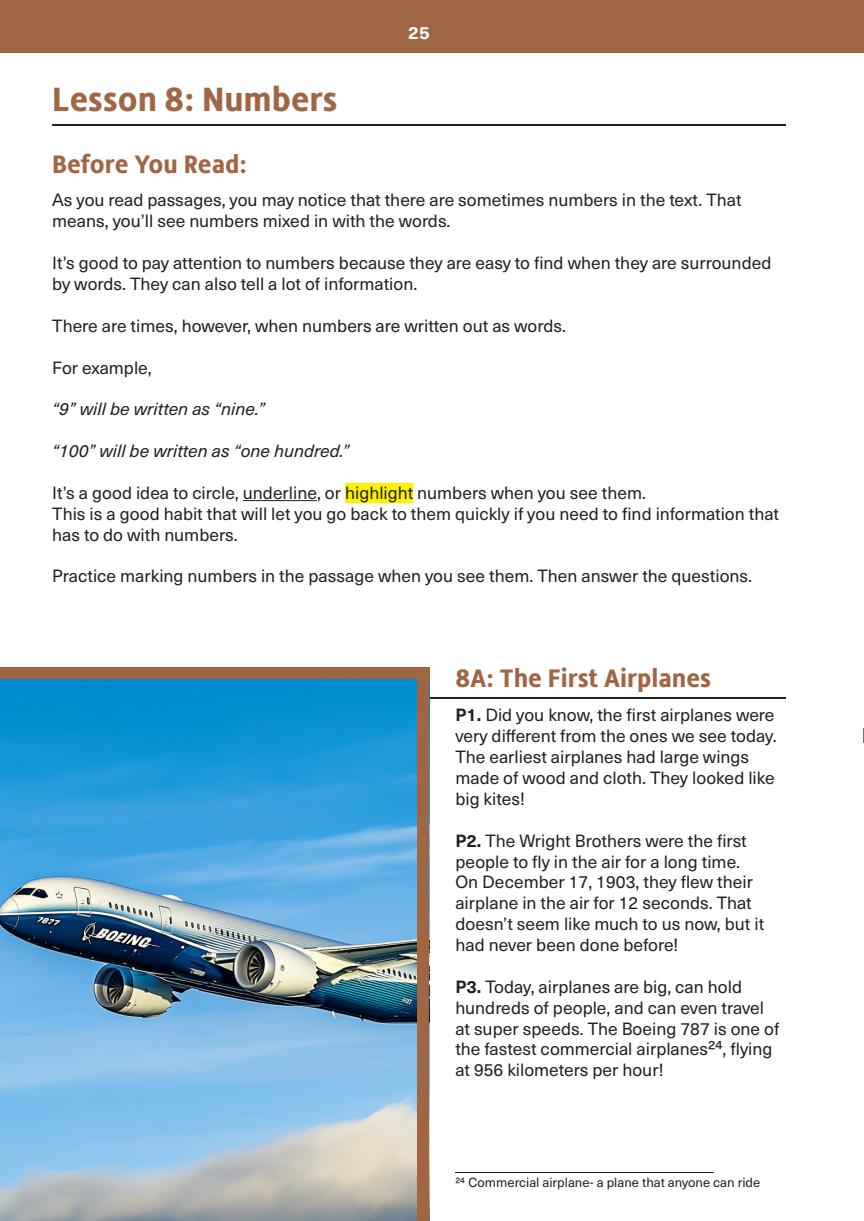 25
Lesson 8: Numbers
Before You Read:
As you read passages, you may notice that there are sometimes numbers in the text. That
means, you’ll see numbers mixed in with the words.
It’s good to pay attention to numbers because they are easy to find when they are surrounded
by words. They can also tell a lot of information.
There are times, however, when numbers are written out as words.
For example,
“9” will be written as “nine.”
“100” will be written as “one hundred.”
It’s a good idea to circle, underline, or highlight numbers when you see them.
This is a good habit that will let you go back to them quickly if you need to find information that
has to do with numbers.
Practice marking numbers in the passage when you see them. Then answer the questions.
7877
BOEING
8A: The First Airplanes
P1. Did you know, the first airplanes were
very different from the ones we see today.
The earliest airplanes had large wings
made of wood and cloth. They looked like
big kites!
P2. The Wright Brothers were the first
people to fly in the air for a long time.
On December 17, 1903, they flew their
airplane in the air for 12 seconds. That
doesn’t seem like much to us now, but it
had never been done before!
P3. Today, airplanes are big, can hold
hundreds of people, and can even travel
at super speeds. The Boeing 787 is one of
the fastest commercial airplanes²⁴, flying
at 956 kilometers per hour!
²⁴ Commercial airplane- a plane that anyone can ride